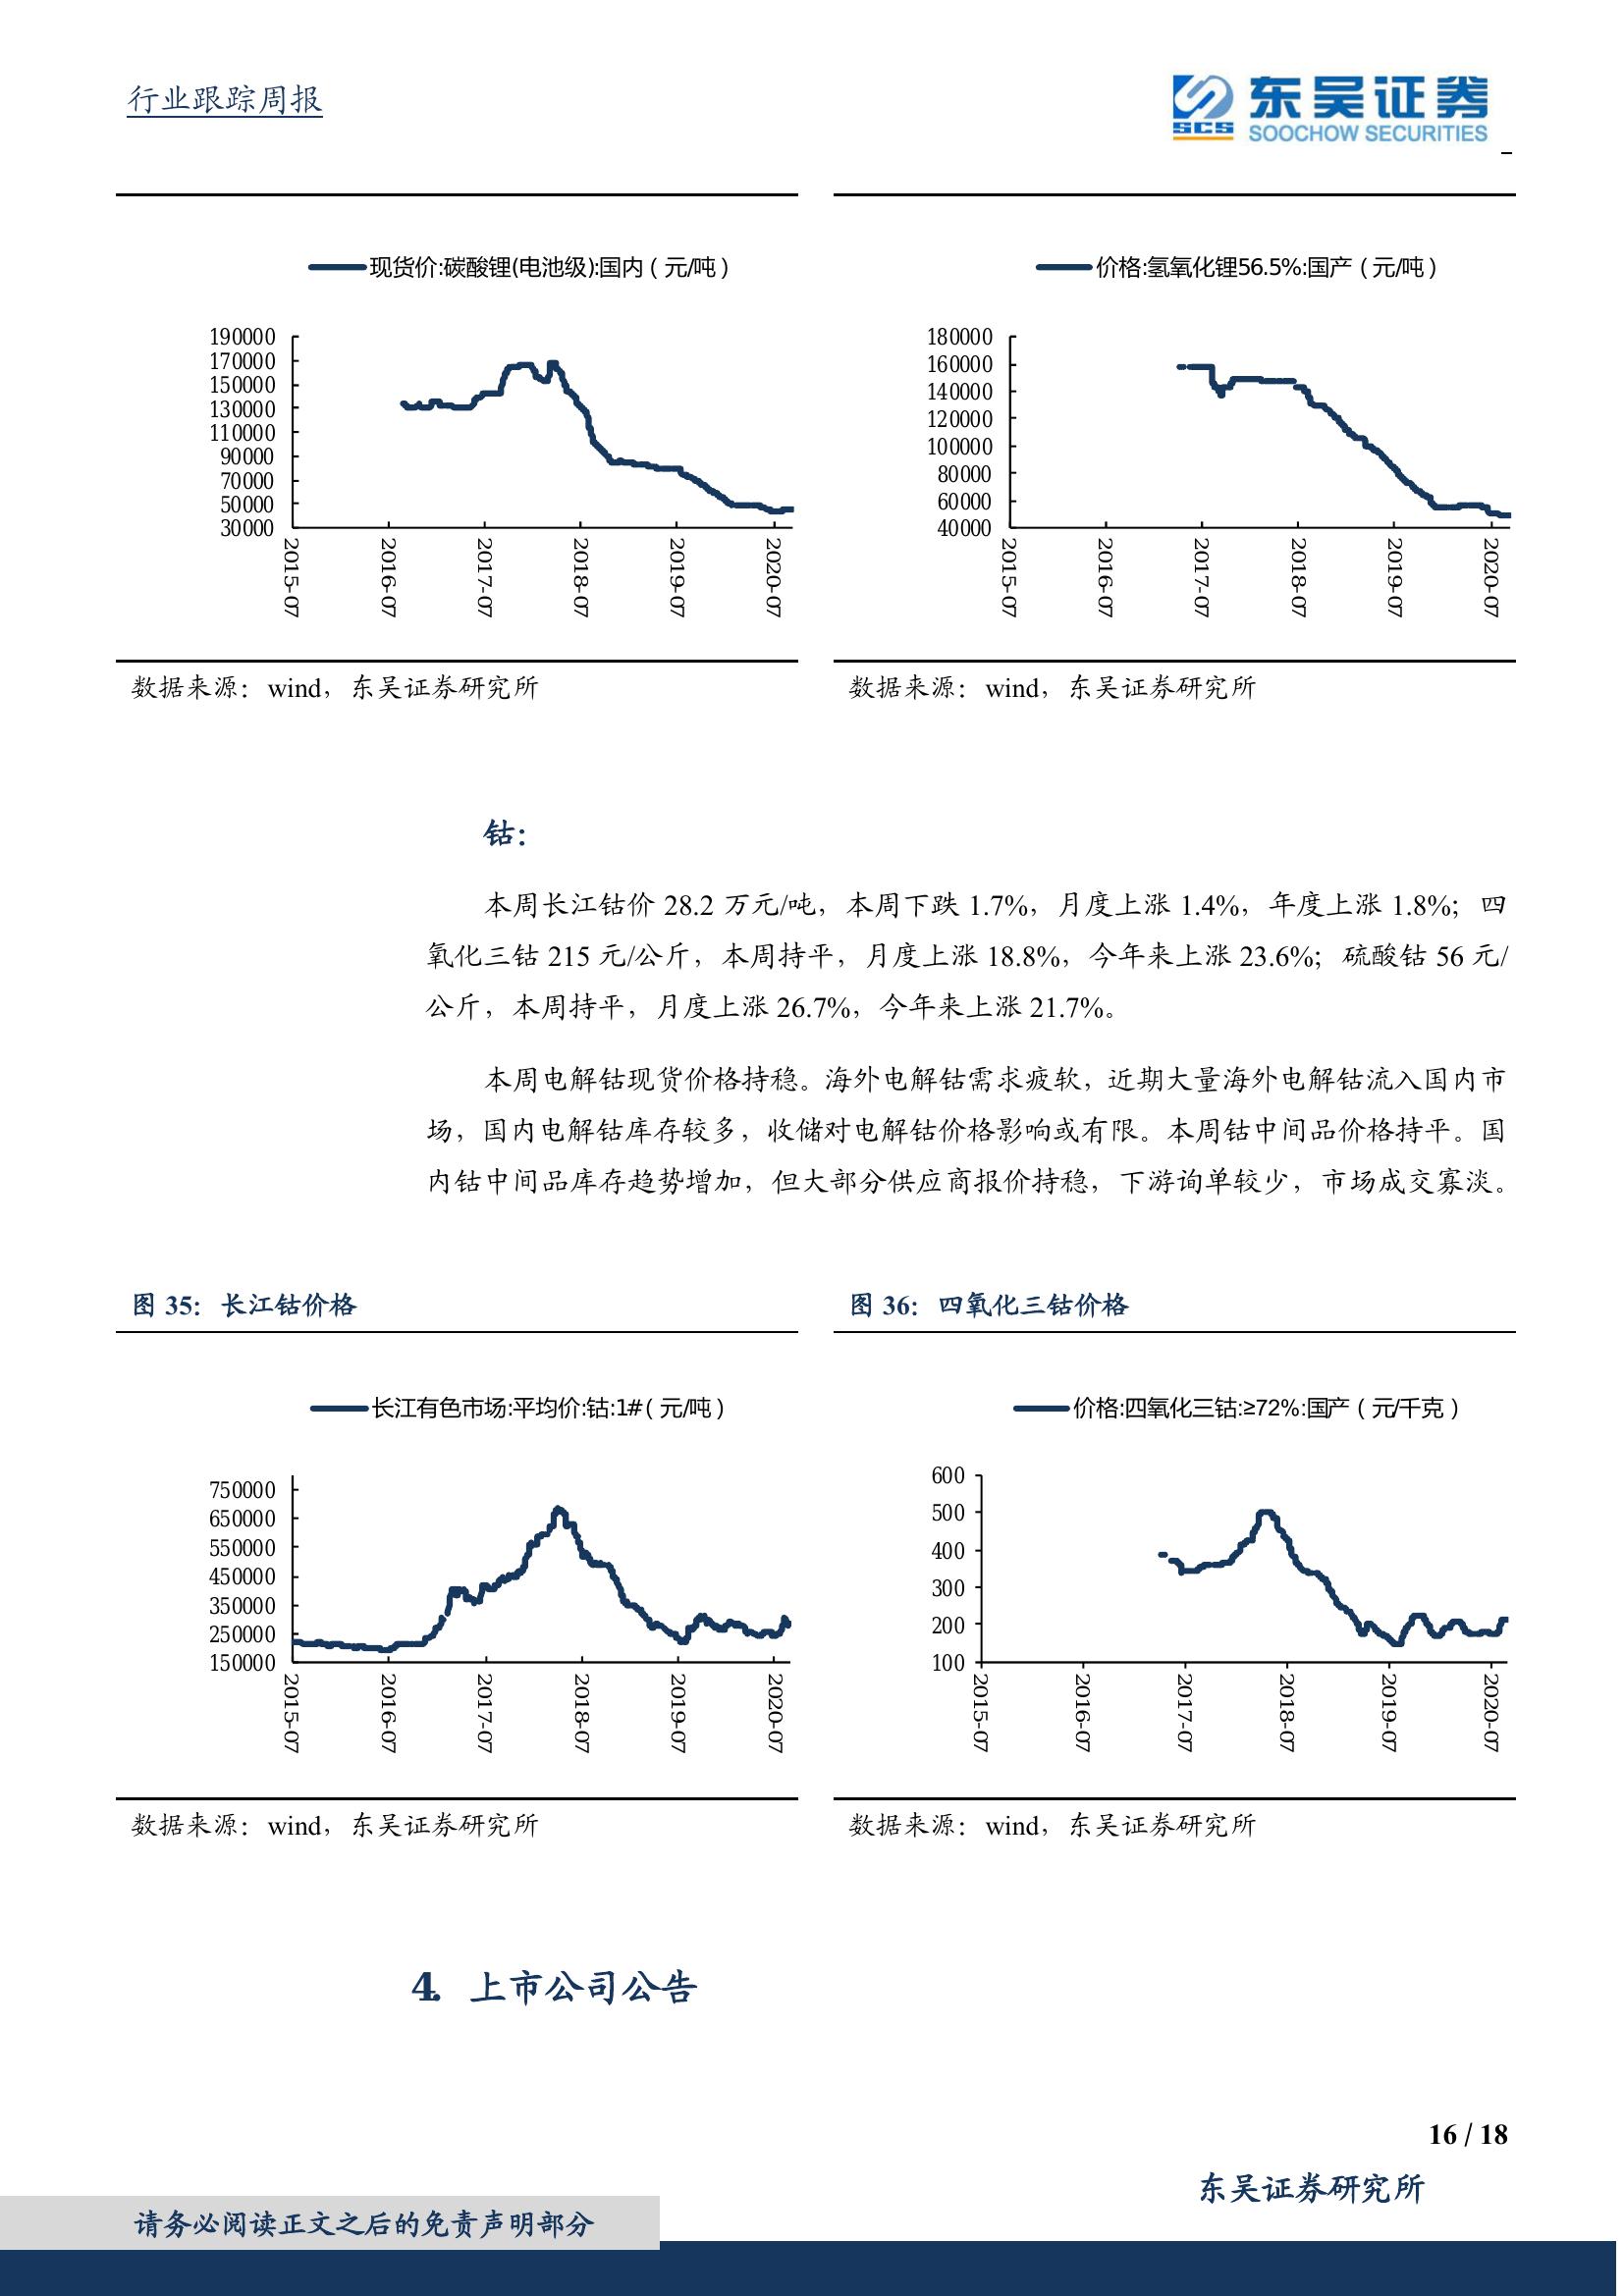 行业跟踪周报
东吴证券
SCS
SOOCHOW SECURITIES
现货价:碳酸锂(电池级):国内（元/吨）
190000
170000
150000
130000
110000
90000
70000
50000
30000
2015-07
2016-07
2017-07
2018-07
2019-07
2020-07
价格:氢氧化锂56.5%:国产（元/吨）
180000
160000
140000
120000
100000
80000
60000
40000
2015-07
2016-07
2017-07
2018-07
2019-07
2020-07
数据来源：wind，东吴证券研究所
数据来源：wind，东吴证券研究所
钴：
本周长江钴价 28.2 万元/吨，本周下跌 1.7%，月度上涨 1.4%，年度上涨 1.8%；四
氧化三钴 215 元/公斤，本周持平，月度上涨 18.8%，今年来上涨 23.6%；硫酸钴 56 元/
公斤，本周持平，月度上涨 26.7%，今年来上涨 21.7%。
本周电解钴现货价格持稳。海外电解钴需求疲软，近期大量海外电解钴流入国内市
场，国内电解钴库存较多，收储对电解钴价格影响或有限。本周钴中间品价格持平。国
内钴中间品库存趋势增加，但大部分供应商报价持稳，下游询单较少，市场成交寡淡。
图 35：长江钴价格
图 36：四氧化三钴价格
长江有色市场:平均价:钴:1#（元/吨）
750000
650000
550000
450000
350000
250000
150000
2015-07
2016-07
2017-07
2018-07
2019-07
2020-07
价格:四氧化三钴:≥72%:国产（元/千克）
600
500
400
300
200
100
2015-07
2016-07
2017-07
2018-07
2019-07
2020-07
数据来源：wind，东吴证券研究所
数据来源：wind，东吴证券研究所
4. 上市公司公告
16 / 18
东吴证券研究所
请务必阅读正文之后的免责声明部分